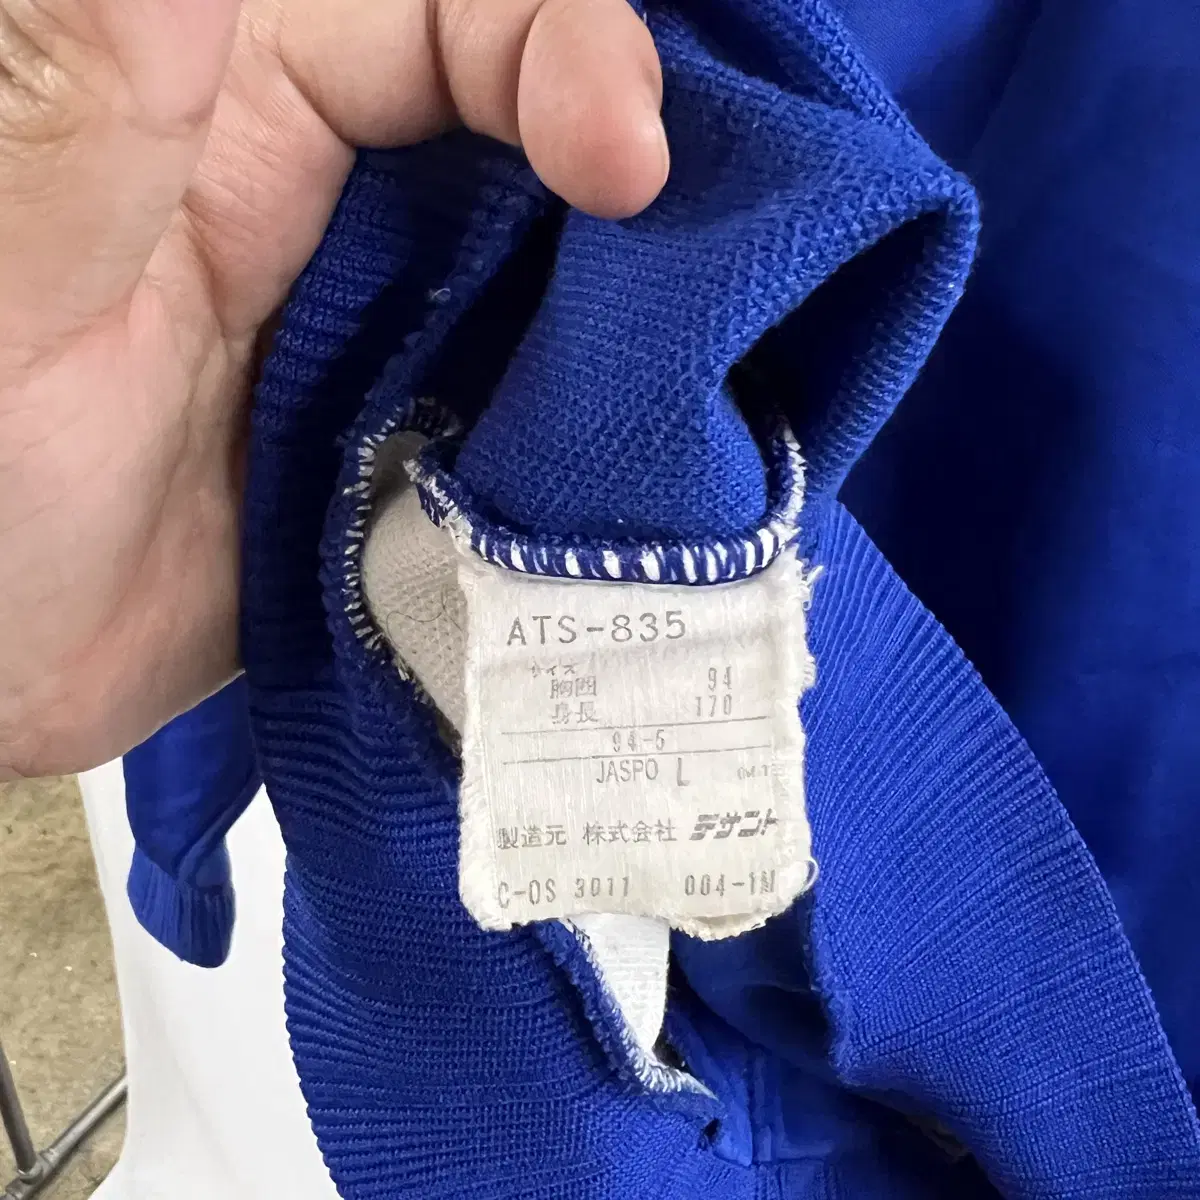 ATS-835
サイズ
胸囲 94
身長 170
94-5
JASPO L
製造元 株式会社 デサント
C-OS 3011 004-1M